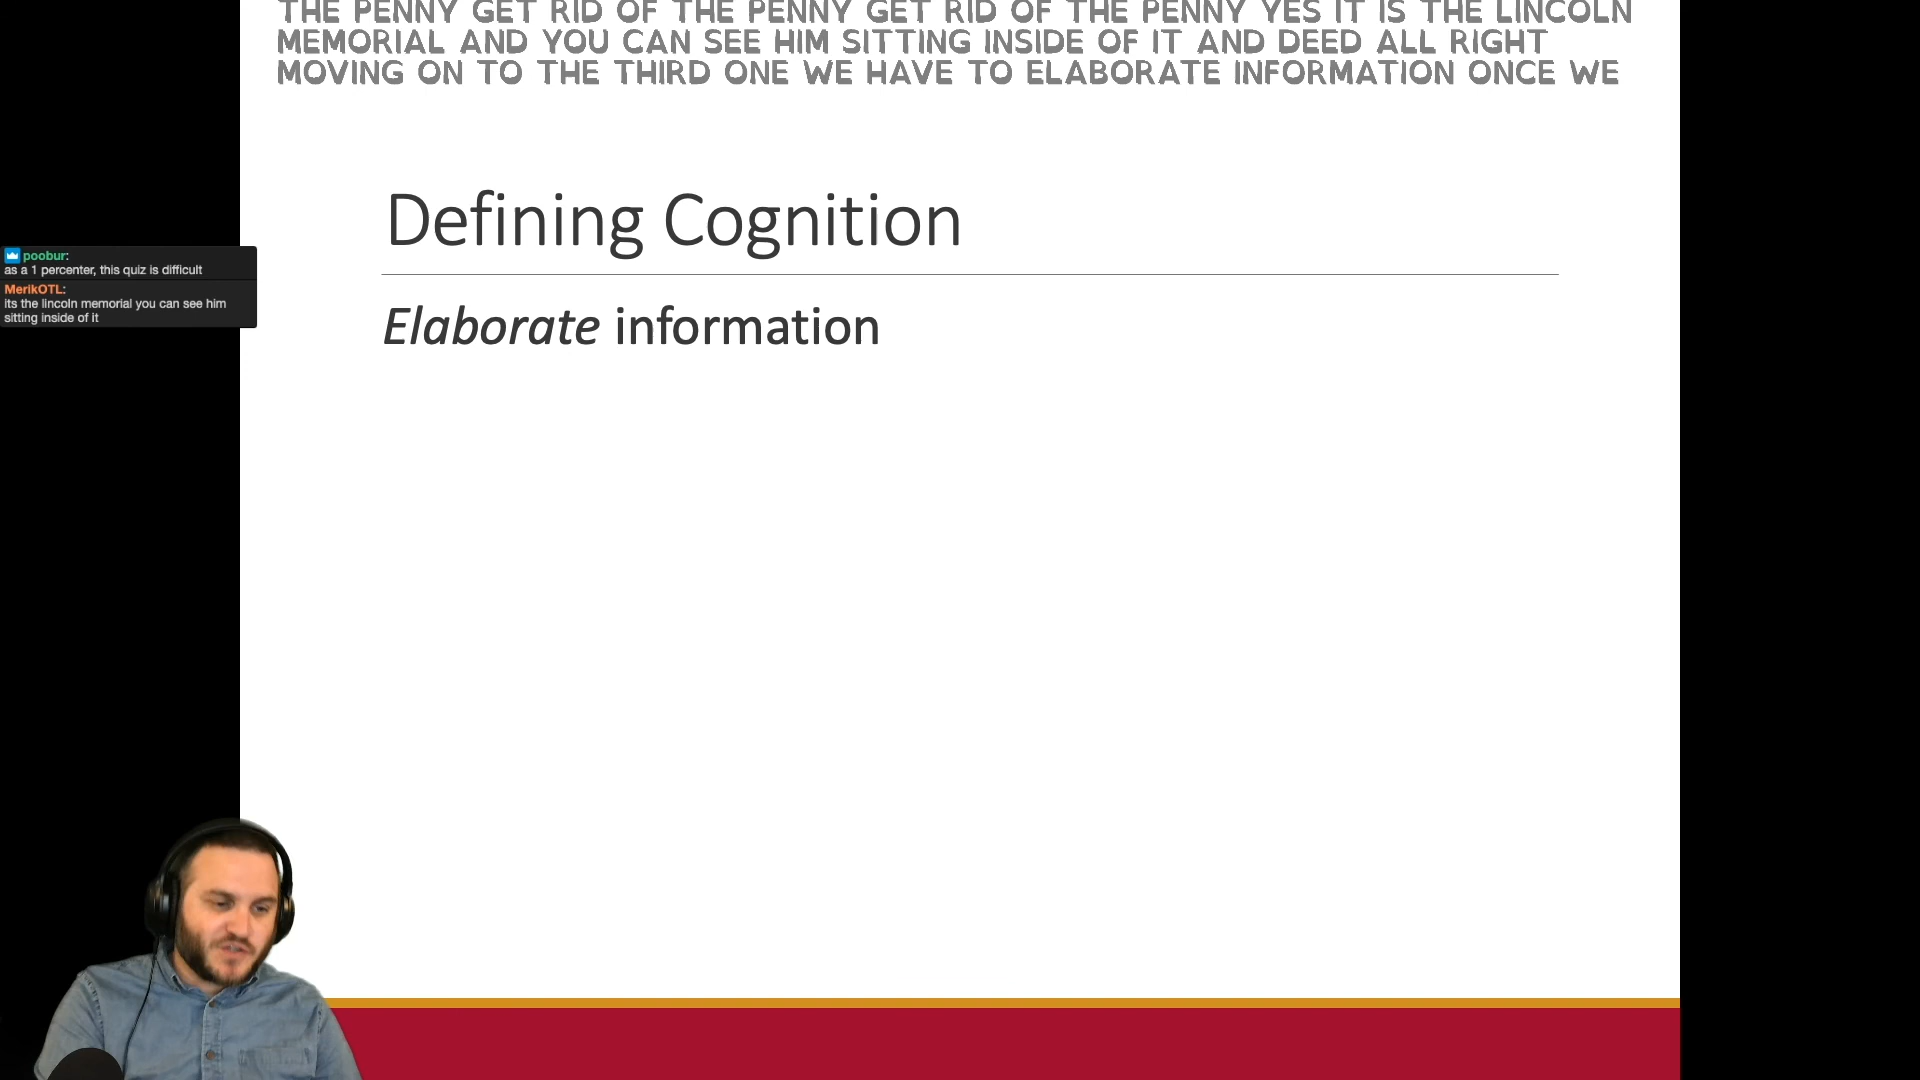 THE PENNY GET RID OF THE PENNY GET RID OF THE PENNY YES IT IS THE LINCOLN
MEMORIAL AND YOU CAN SEE HIM SITTING INSIDE OF IT AND DEED ALL RIGHT
MOVING ON TO THE THIRD ONE WE HAVE TO ELABORATE INFORMATION ONCE WE
Defining Cognition
Elaborate information
poobur:
as a 1 percenter, this quiz is difficult
MerikOTL:
its the lincoln memorial you can see him
sitting inside of it